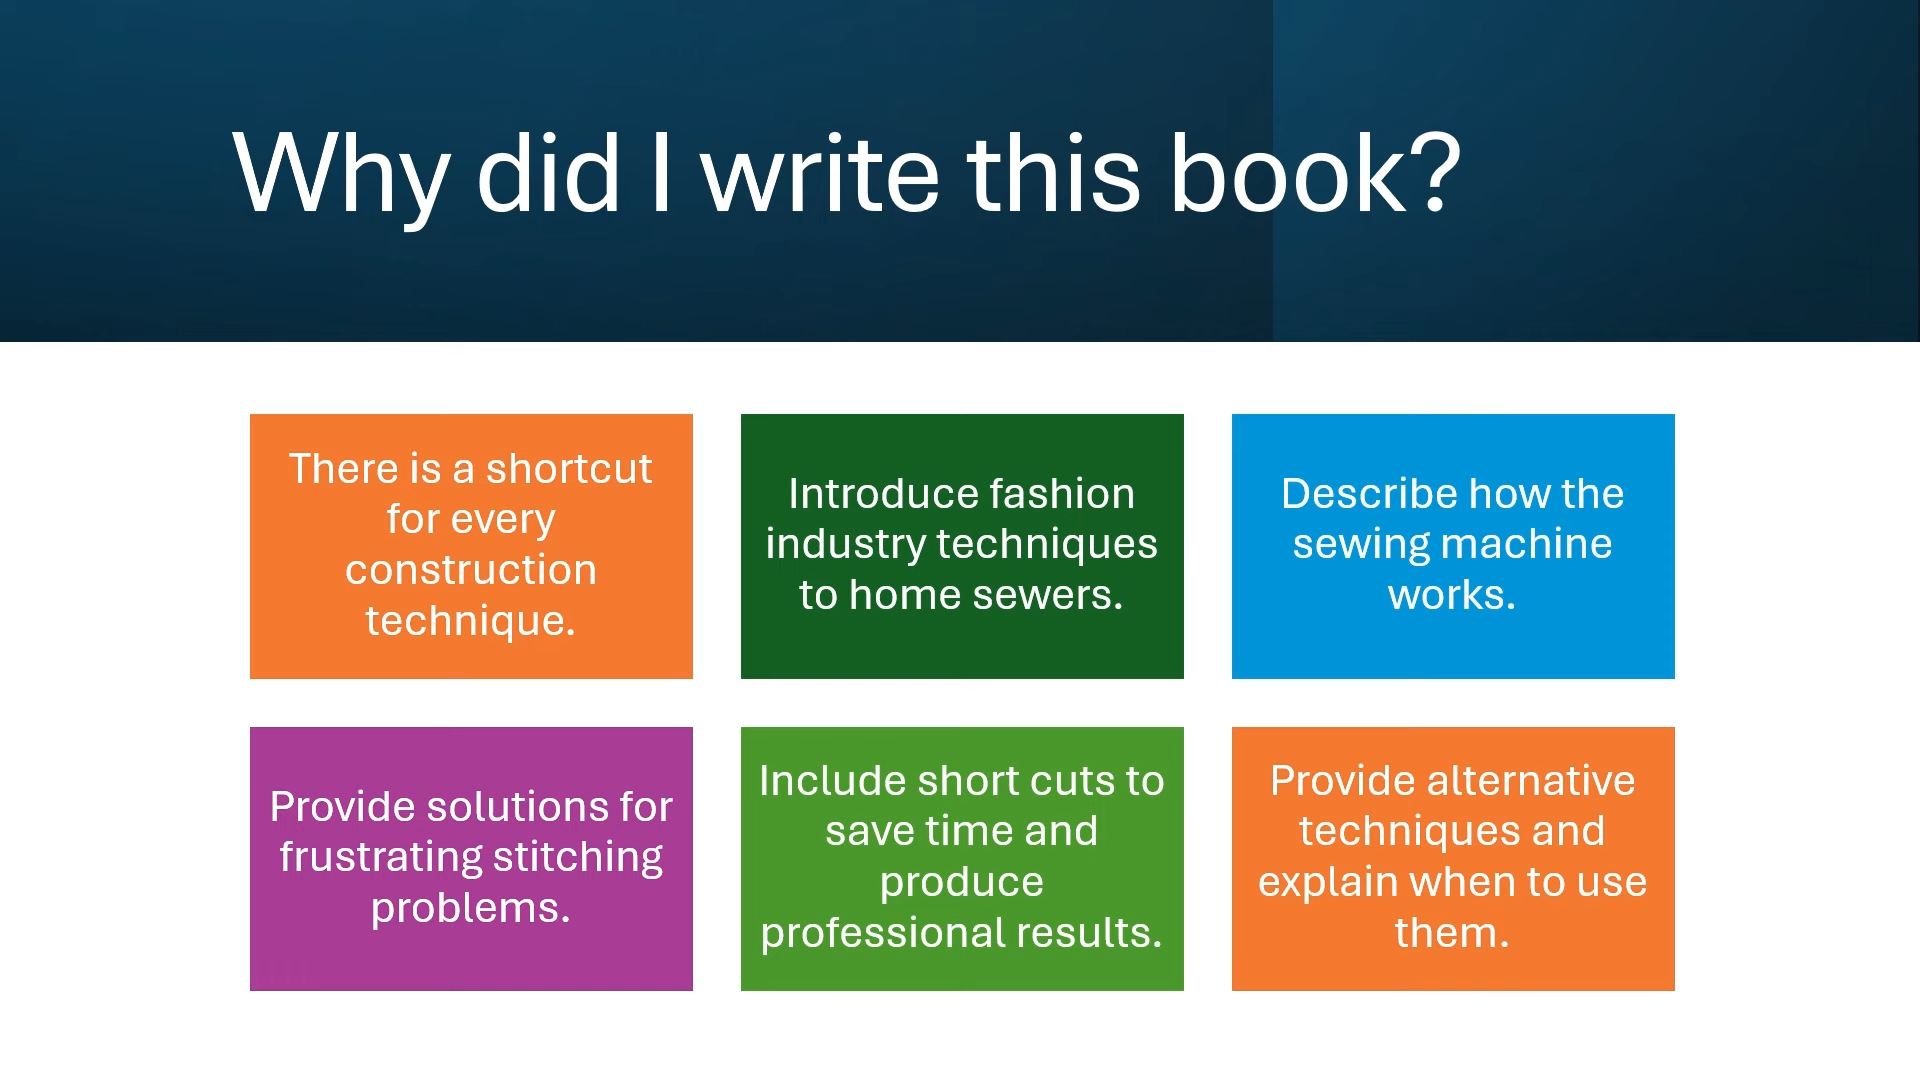 Why did I write this book?
There is a shortcut
for every
construction
technique.
Introduce fashion
industry techniques
to home sewers.
Describe how the
sewing machine
works.
Provide solutions for
frustrating stitching
problems.
Include short cuts to
save time and
produce
professional results.
Provide alternative
techniques and
explain when to use
them.